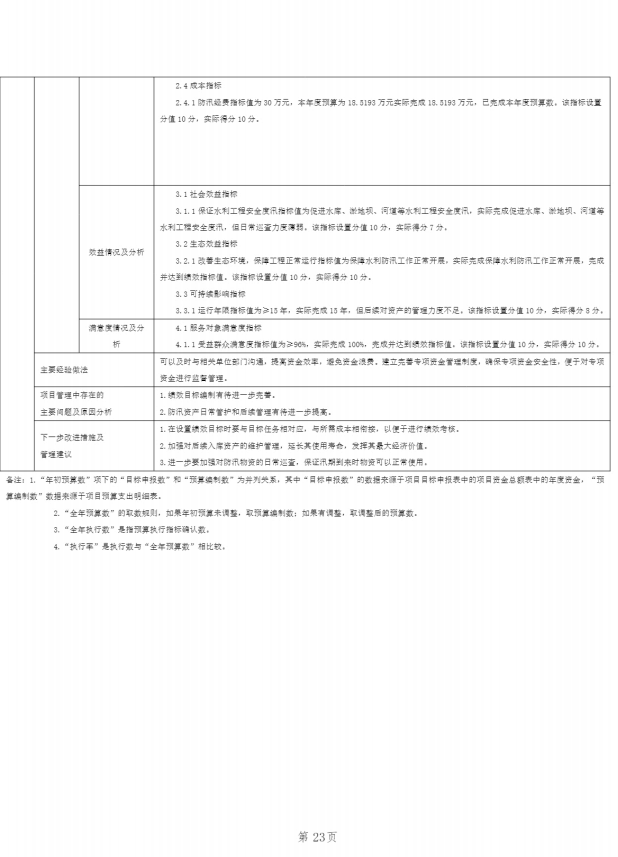 2.4 成本指标
2.4.1 防汛经费指标值为 30 万元，本年度预算为 18.5193 万元实际完成 18.5193 万元，已完成本年度预算数。该指标设置
分值 10 分，实际得分 10 分。
效益情况及分析
3.1 社会效益指标
3.1.1 保证水利工程安全度汛指标值为促进水库、淤地坝、河道等水利工程安全度汛，实际完成促进水库、淤地坝、河道等
水利工程安全度汛，但日常巡查力度薄弱。该指标设置分值 10 分，实际得分 7 分。
3.2 生态效益指标
3.2.1 改善生态环境，保障工程正常运行指标值为保障水利防汛工作正常开展，实际完成保障水利防汛工作正常开展，完成
并达到绩效指标值。该指标设置分值 10 分，实际得分 10 分。
3.3 可持续影响指标
3.3.1 运行年限指标值为≥15 年，实际完成 15 年，但后续对资产的管理力度不足。该指标设置分值 10 分，实际得分 8 分。
满意度情况及分
析
4.1 服务对象满意度指标
4.1.1 受益群众满意度指标值为≥96%，实际完成 100%，完成并达到绩效指标值。该指标设置分值 10 分，实际得分 10 分。
主要经验做法
可以及时与相关单位部门沟通，提高资金效率，避免资金浪费。建立完善专项资金管理制度，确保专项资金安全性，便于对专项
资金进行监督管理。
项目管理中存在的
主要问题及原因分析
1.绩效目标编制有待进一步完善。
2.防汛资产日常管护和后续管理有待进一步提高。
下一步改进措施及
管理建议
1.在设置绩效目标时要与目标任务相对应，与所需成本相衔接，以便于进行绩效考核。
2.加强对后续入库资产的维护管理，延长其使用寿命，发挥其最大经济价值。
3.进一步要加强对防汛物资的日常巡查，保证汛期到来时物资可以正常使用。
备注：1.“年初预算数”项下的“目标申报数”和“预算编制数”为并列关系，其中“目标申报数”的数据来源于项目目标申报表中的项目资金总额表中的年度资金，“预
算编制数”数据来源于项目预算支出明细表。
2.“全年预算数”的取数规则，如果年初预算未调整，取预算编制数；如果有调整，取调整后的预算数。
3.“全年执行数”是指预算执行指标确认数。
4.“执行率”是执行数与“全年预算数”相比较。
第 23页